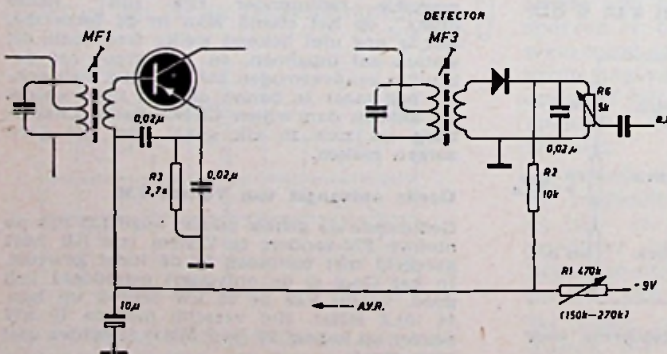 DETECTOR
MF1
MF3
0,02µ
R3
2,7k
0,02µ
0,02µ
R6
5k
R2
10k
R1 470k
-9V
(150k-270k)
A.V.R.
10µ